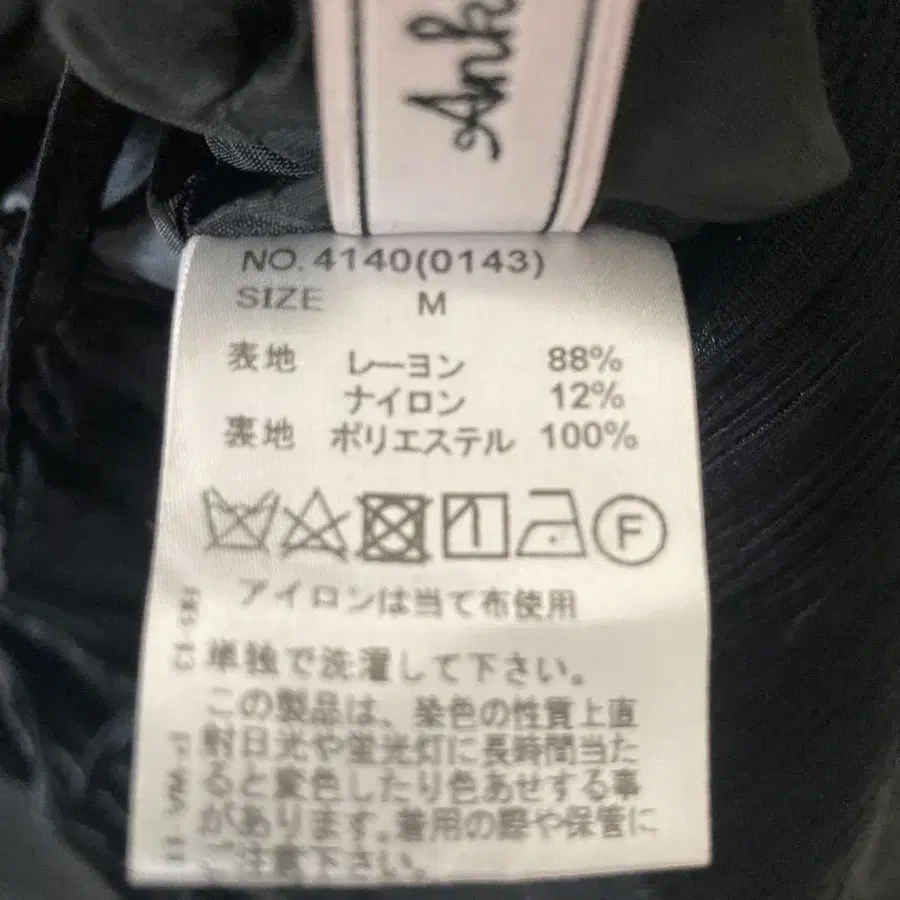 Ank
NO. 4140(0143)
SIZE M
表地 レーヨン 88%
ナイロン 12%
裏地 ポリエステル 100%
F
アイロンは当て布使用
単独で洗濯して下さい。
この製品は、染色の性質上直
射日光や蛍光灯に長時間当た
ると変色したり色あせする事
があります。着用の際や保管に
ご注意下さい。